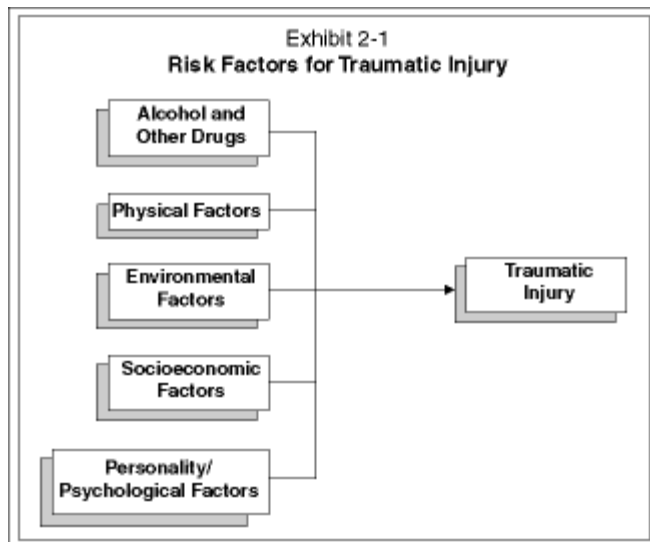 Exhibit 2-1
Risk Factors for Traumatic Injury
Alcohol and
Other Drugs
Physical Factors
Environmental
Factors
Traumatic
Injury
Socioeconomic
Factors
Personality/
Psychological Factors